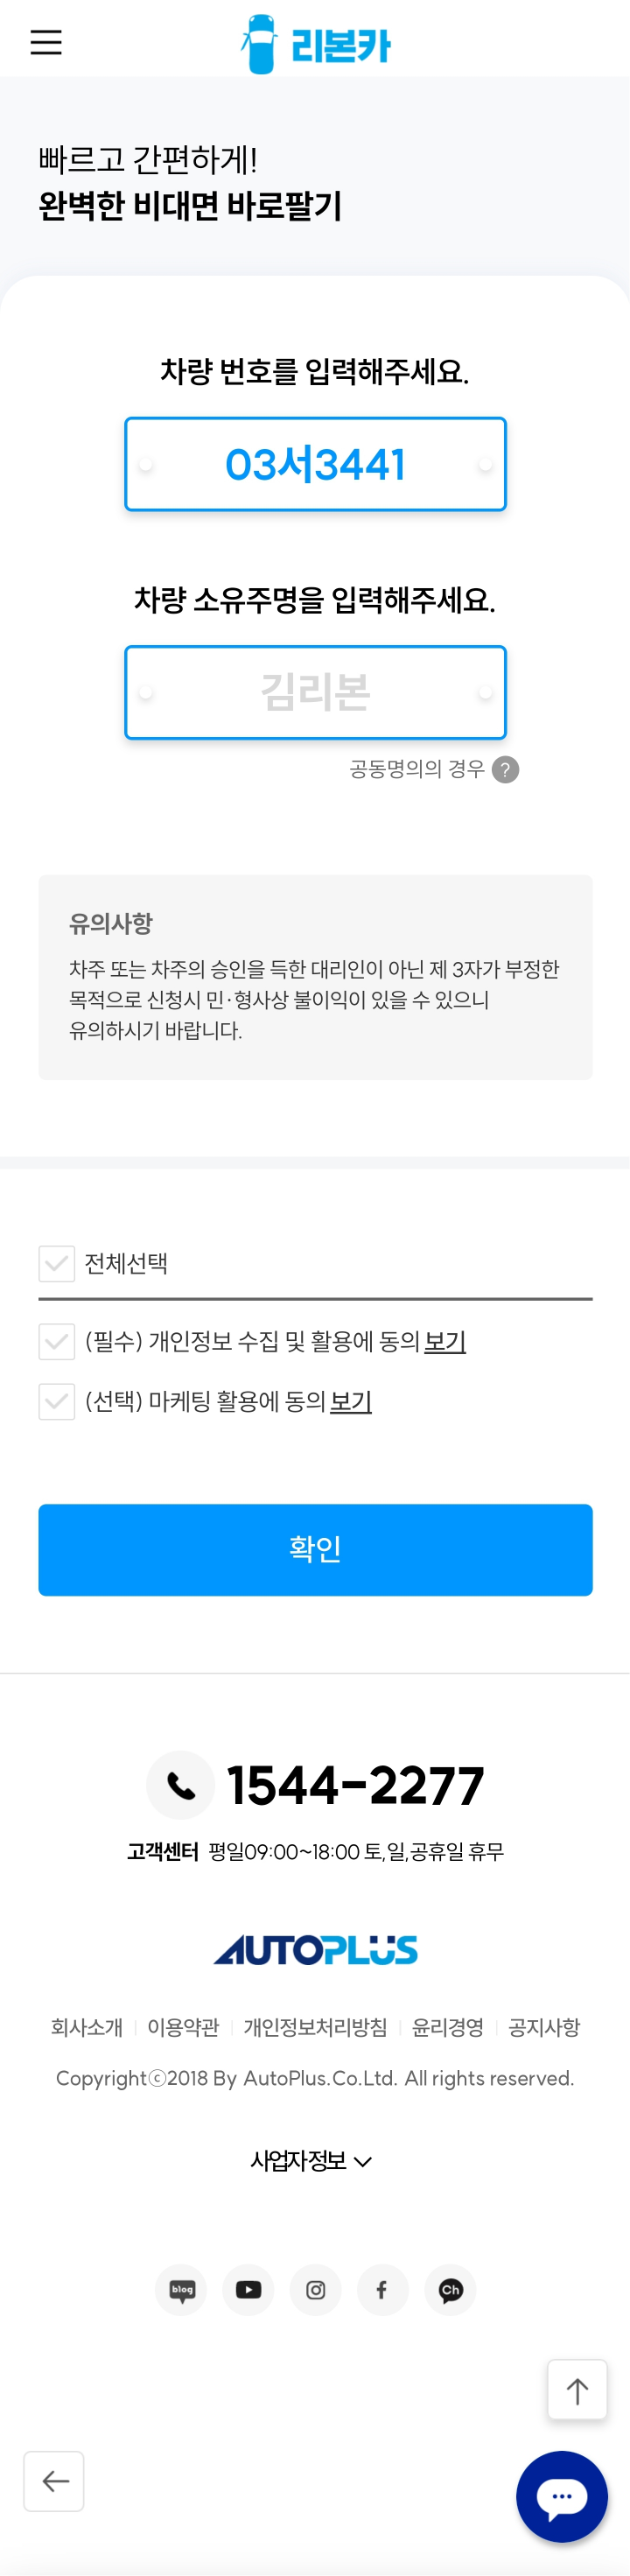 리본카
빠르고 간편하게!
완벽한 비대면 바로팔기
차량 번호를 입력해주세요.
03서3441
차량 소유주명을 입력해주세요.
김리본
공동명의의 경우 ?
유의사항
차주 또는 차주의 승인을 득한 대리인이 아닌 제 3자가 부정한
목적으로 신청시 민·형사상 불이익이 있을 수 있으니
유의하시기 바랍니다.
전체선택
(필수) 개인정보 수집 및 활용에 동의 보기
(선택) 마케팅 활용에 동의 보기
확인
1544-2277
고객센터 평일09:00~18:00 토,일,공휴일 휴무
AUTOPLUS
회사소개 이용약관 개인정보처리방침 윤리경영 공지사항
Copyrightⓒ2018 By AutoPlus.Co.Ltd. All rights reserved.
사업자정보
blog
Ch